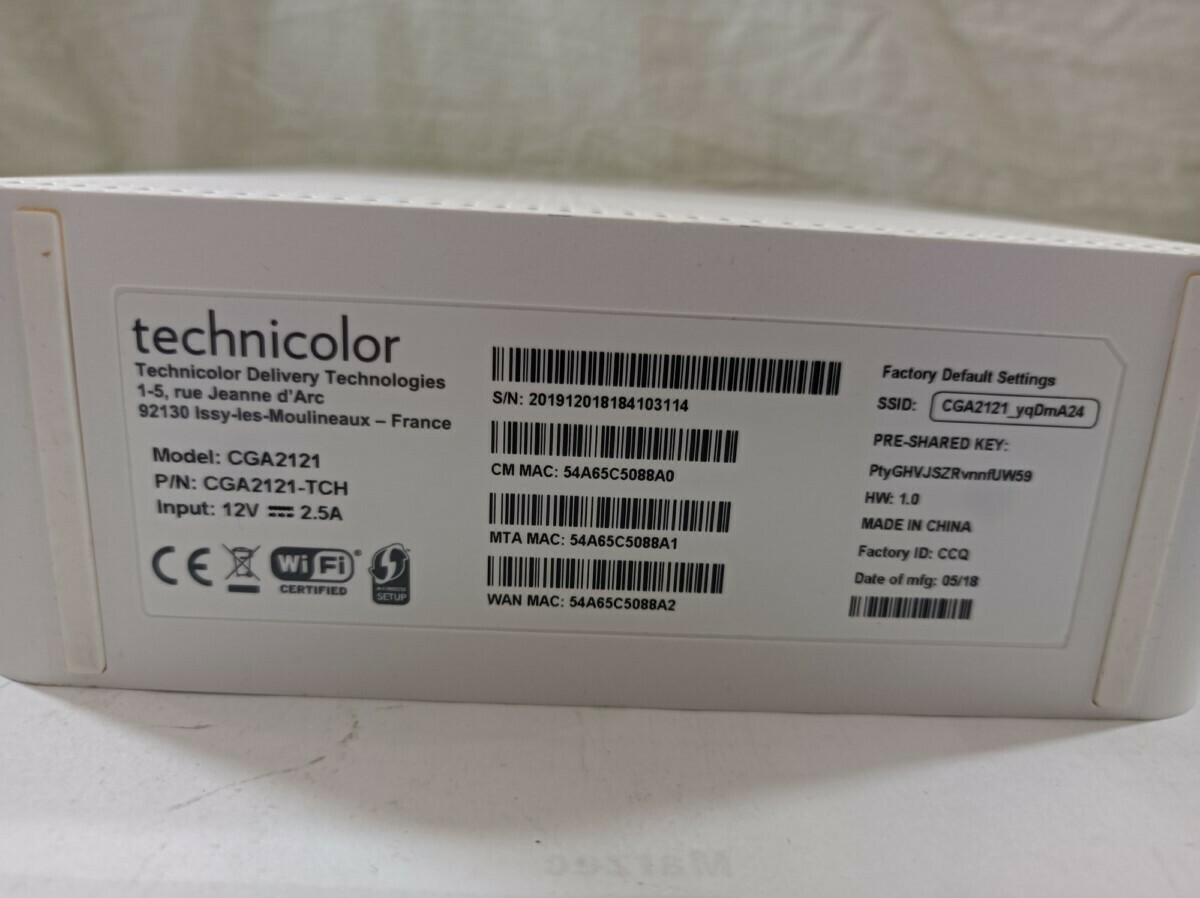 technicolor
Technicolor Delivery Technologies
1-5, rue Jeanne d'Arc
92130 Issy-les-Moulineaux – France
Model: CGA2121
P/N: CGA2121-TCH
Input: 12V ⎓ 2.5A
CE
Wi Fi
CERTIFIED
SETUP
S/N: 201912018184103114
CM MAC: 54A65C5088A0
MTA MAC: 54A65C5088A1
WAN MAC: 54A65C5088A2
Factory Default Settings
SSID: CGA2121_yqDmA24
PRE-SHARED KEY:
PtyGHVJSZRvnnfUW59
HW: 1.0
MADE IN CHINA
Factory ID: CCQ
Date of mfg: 05/18